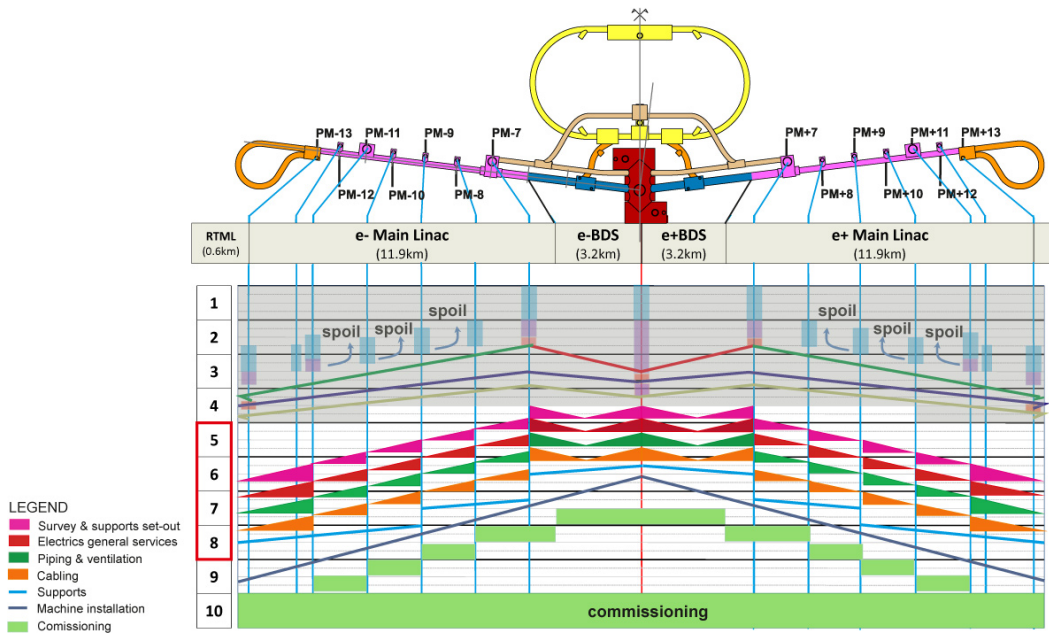 PM-13
PM-11
PM-9
PM-7
PM-12
PM-10
PM-8
PM+7
PM+9
PM+11
PM+13
PM+8
PM+10
PM+12
RTML
(0.6km)
e- Main Linac
(11.9km)
e-BDS
(3.2km)
e+BDS
(3.2km)
e+ Main Linac
(11.9km)
1
2
3
4
5
6
7
8
9
10
spoil
spoil
spoil
spoil
spoil
spoil
commissioning
LEGEND
Survey & supports set-out
Electrics general services
Piping & ventilation
Cabling
Supports
Machine installation
Comissioning